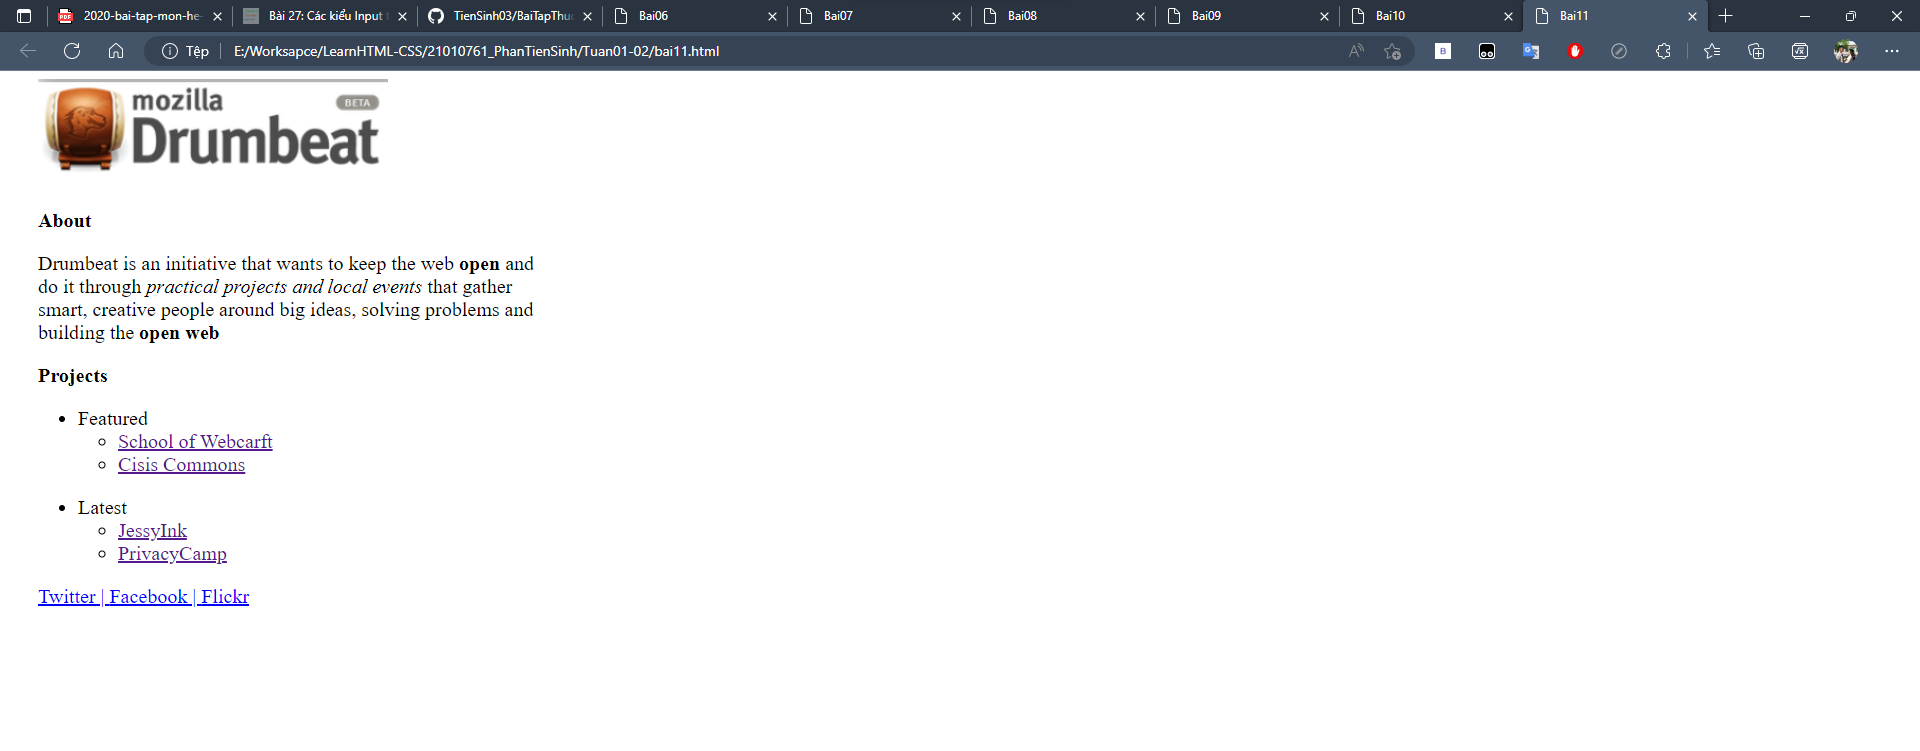 2020-bai-tap-mon-he-
Bài 27: Các kiểu Input t
TienSinh03/BaiTapThu
Bai06
Bai07
Bai08
Bai09
Bai10
Bai11
Tệp
E:/Worksapce/LearnHTML-CSS/21010761_PhanTienSinh/Tuan01-02/bai11.html
mozilla
BETA
Drumbeat
About
Drumbeat is an initiative that wants to keep the web open and
do it through practical projects and local events that gather
smart, creative people around big ideas, solving problems and
building the open web
Projects
Featured
School of Webcarft
Cisis Commons
Latest
JessyInk
PrivacyCamp
Twitter | Facebook | Flickr